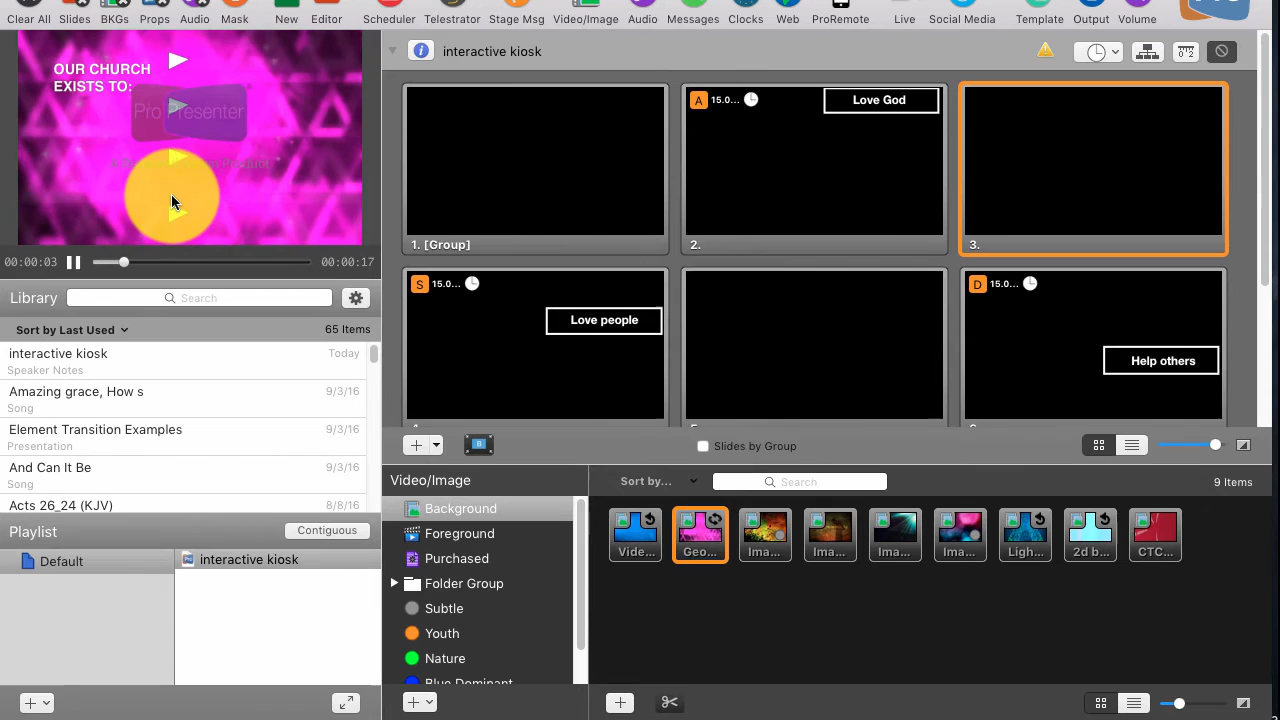 Clear All Slides BKGs Props Audio Mask New Editor Scheduler Telestrator Stage Msg Video/Image Audio Messages Clocks Web ProRemote Live Social Media Template Output Volume
OUR CHURCH
EXISTS TO:
Pro Presenter
00:00:03 00:00:17
Library Search
Sort by Last Used 65 Items
interactive kiosk Today
Speaker Notes
Amazing grace, How s 9/3/16
Song
Element Transition Examples 9/3/16
Presentation
And Can It Be 9/3/16
Song
Acts 26_24 (KJV) 8/8/16
Playlist Contiguous
Default interactive kiosk
interactive kiosk
A 15.0... Love God
1. [Group] 2. 3.
S 15.0... Love people
D 15.0... Help others
B Slides by Group
Video/Image Sort by... Search 9 Items
Background
Foreground
Purchased
Folder Group
Subtle
Youth
Nature
Blue Dominant
Vide... Geo... Ima... Ima... Ima... Ima... Ligh... 2d b... CTC...